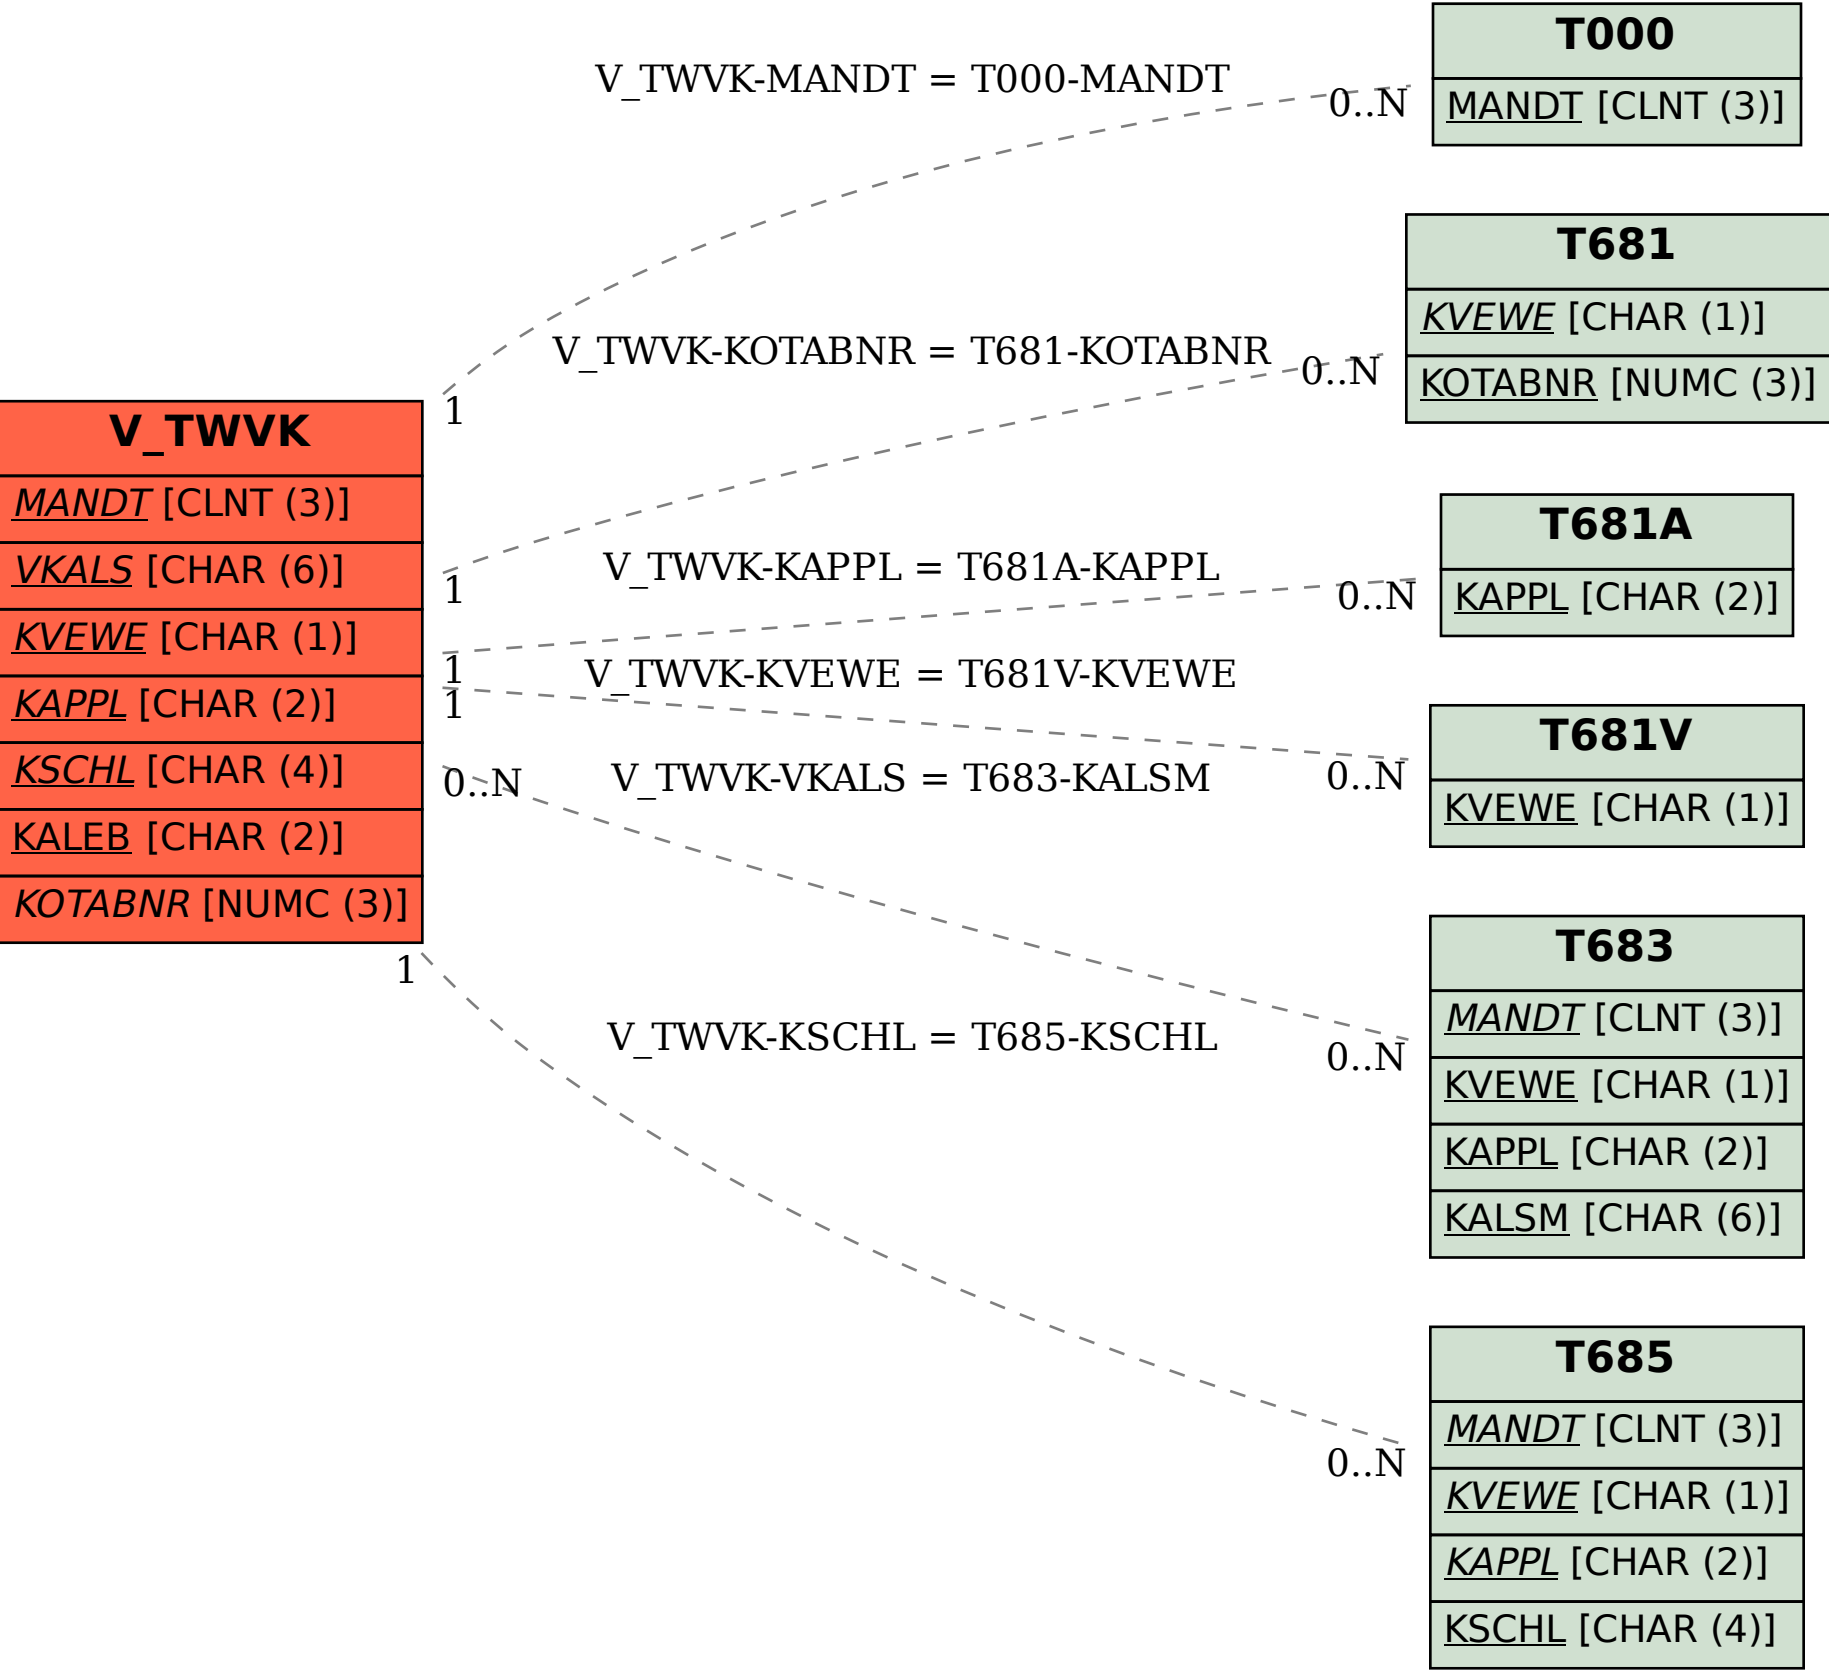 V_TWVK
MANDT [CLNT (3)]
VKALS [CHAR (6)]
KVEWE [CHAR (1)]
KAPPL [CHAR (2)]
KSCHL [CHAR (4)]
KALEB [CHAR (2)]
KOTABNR [NUMC (3)]
V_TWVK-MANDT = T000-MANDT
0..N
1
V_TWVK-KOTABNR = T681-KOTABNR
0..N
1
V_TWVK-KAPPL = T681A-KAPPL
0..N
1
V_TWVK-KVEWE = T681V-KVEWE
1
0..N
V_TWVK-VKALS = T683-KALSM
0..N
0..N
1
V_TWVK-KSCHL = T685-KSCHL
0..N
T000
MANDT [CLNT (3)]
T681
KVEWE [CHAR (1)]
KOTABNR [NUMC (3)]
T681A
KAPPL [CHAR (2)]
T681V
KVEWE [CHAR (1)]
T683
MANDT [CLNT (3)]
KVEWE [CHAR (1)]
KAPPL [CHAR (2)]
KALSM [CHAR (6)]
T685
MANDT [CLNT (3)]
KVEWE [CHAR (1)]
KAPPL [CHAR (2)]
KSCHL [CHAR (4)]